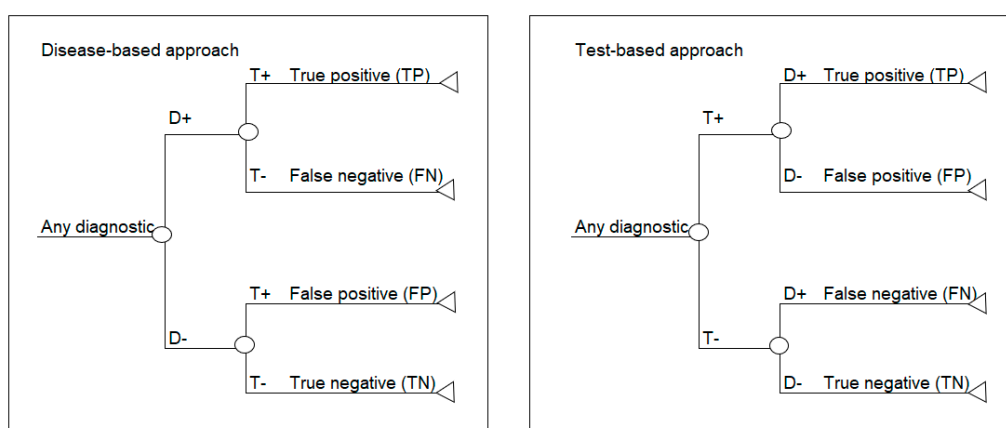 Disease-based approach
T+ True positive (TP)
D+
T- False negative (FN)
Any diagnostic
T+ False positive (FP)
D-
T- True negative (TN)
Test-based approach
D+ True positive (TP)
T+
D- False positive (FP)
Any diagnostic
D+ False negative (FN)
T-
D- True negative (TN)